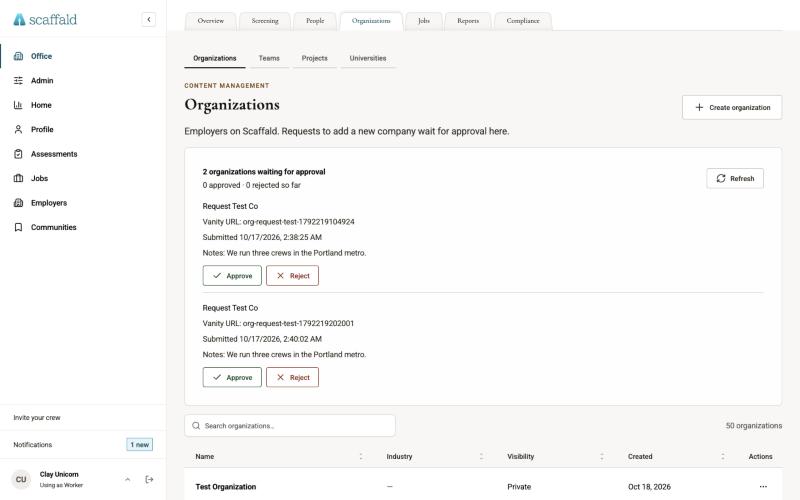 scaffald
Overview
Screening
People
Organizations
Jobs
Reports
Compliance
Office
Admin
Home
Profile
Assessments
Jobs
Employers
Communities
Invite your crew
Notifications
1 new
CU
Clay Unicorn
Using as Worker
Organizations
Teams
Projects
Universities
CONTENT MANAGEMENT
Organizations
Create organization
Employers on Scaffald. Requests to add a new company wait for approval here.
2 organizations waiting for approval
0 approved · 0 rejected so far
Refresh
Request Test Co
Vanity URL: org-request-test-1792219104924
Submitted 10/17/2026, 2:38:25 AM
Notes: We run three crews in the Portland metro.
Approve
Reject
Request Test Co
Vanity URL: org-request-test-1792219202001
Submitted 10/17/2026, 2:40:02 AM
Notes: We run three crews in the Portland metro.
Approve
Reject
Search organizations..
50 organizations
Name
Industry
Visibility
Created
Actions
Test Organization
—
Private
Oct 18, 2026